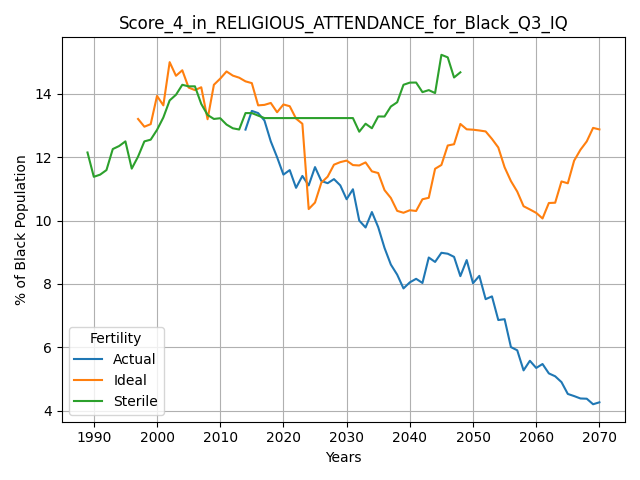 Score_4_in_RELIGIOUS_ATTENDANCE_for_Black_Q3_IQ
% of Black Population
14
12
10
8
6
4
Fertility
Actual
Ideal
Sterile
1990 2000 2010 2020 2030 2040 2050 2060 2070
Years